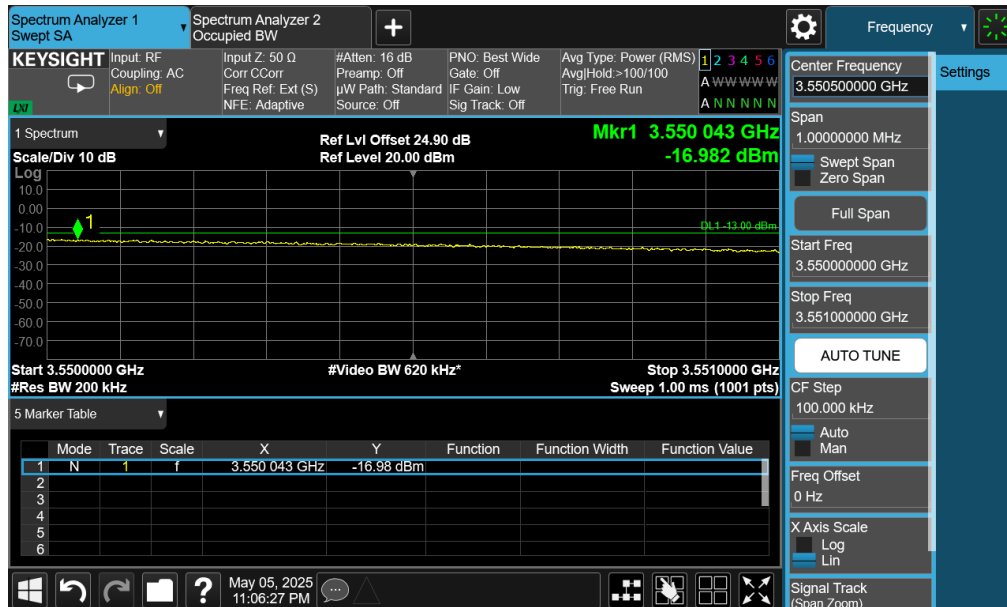 Spectrum Analyzer 1
Swept SA
Spectrum Analyzer 2
Occupied BW
Frequency
KEYSIGHT
LXI
Input: RF
Coupling: AC
Align: Off
Input Z: 50 Ω
Corr CCorr
Freq Ref: Ext (S)
NFE: Adaptive
#Atten: 16 dB
Preamp: Off
µW Path: Standard
Source: Off
PNO: Best Wide
Gate: Off
IF Gain: Low
Sig Track: Off
Avg Type: Power (RMS)
Avg|Hold:>100/100
Trig: Free Run
1 2 3 4 5 6
A W W W W W
A N N N N N
1 Spectrum
Scale/Div 10 dB
Ref Lvl Offset 24.90 dB
Ref Level 20.00 dBm
Mkr1 3.550 043 GHz
-16.982 dBm
Log
10.0
0.00
-10.0
-20.0
-30.0
-40.0
-50.0
-60.0
-70.0
1
DL1 -13.00 dBm
Start 3.5500000 GHz
#Res BW 200 kHz
#Video BW 620 kHz*
Stop 3.5510000 GHz
Sweep 1.00 ms (1001 pts)
5 Marker Table
Mode Trace Scale X Y Function Function Width Function Value
1 N 1 f 3.550 043 GHz -16.98 dBm
2
3
4
5
6
May 05, 2025
11:06:27 PM
Center Frequency
3.550500000 GHz
Settings
Span
1.00000000 MHz
Swept Span
Zero Span
Full Span
Start Freq
3.550000000 GHz
Stop Freq
3.551000000 GHz
AUTO TUNE
CF Step
100.000 kHz
Auto
Man
Freq Offset
0 Hz
X Axis Scale
Log
Lin
Signal Track
(Span Zoom)